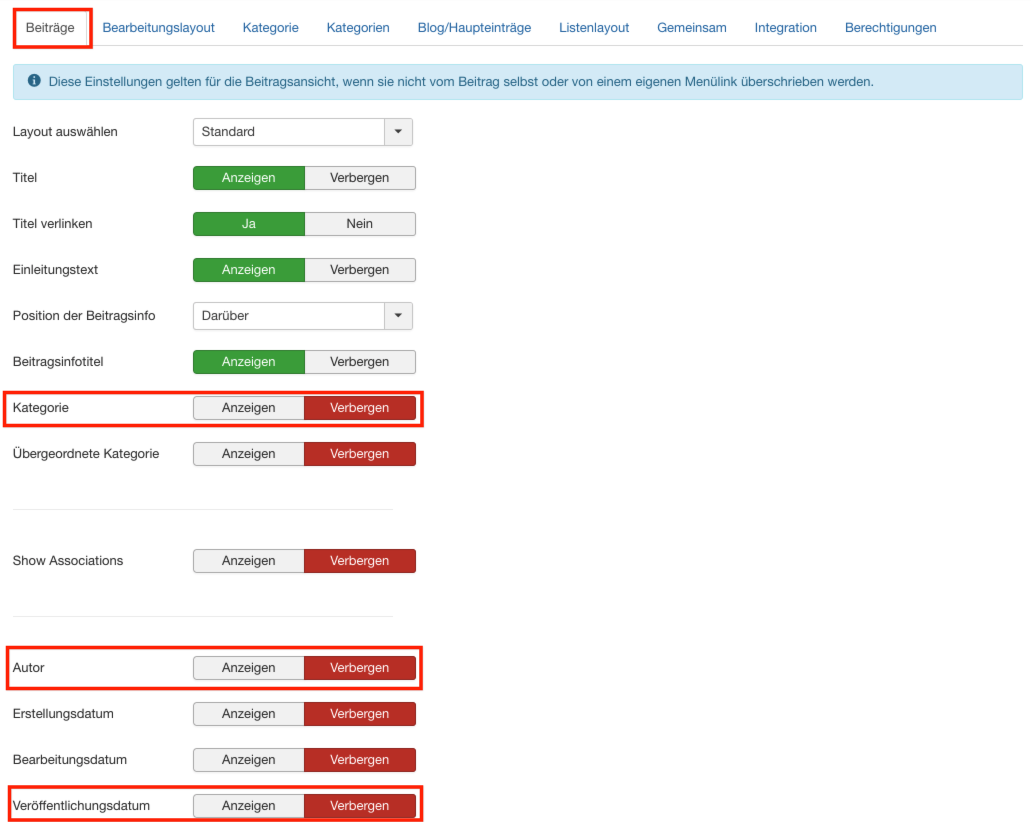 Beiträge Bearbeitungslayout Kategorie Kategorien Blog/Haupteinträge Listenlayout Gemeinsam Integration Berechtigungen
Diese Einstellungen gelten für die Beitragsansicht, wenn sie nicht vom Beitrag selbst oder von einem eigenen Menülink überschrieben werden.
Layout auswählen Standard
Titel Anzeigen Verbergen
Titel verlinken Ja Nein
Einleitungstext Anzeigen Verbergen
Position der Beitragsinfo Darüber
Beitragsinfotitel Anzeigen Verbergen
Kategorie Anzeigen Verbergen
Übergeordnete Kategorie Anzeigen Verbergen
Show Associations Anzeigen Verbergen
Autor Anzeigen Verbergen
Erstellungsdatum Anzeigen Verbergen
Bearbeitungsdatum Anzeigen Verbergen
Veröffentlichungsdatum Anzeigen Verbergen